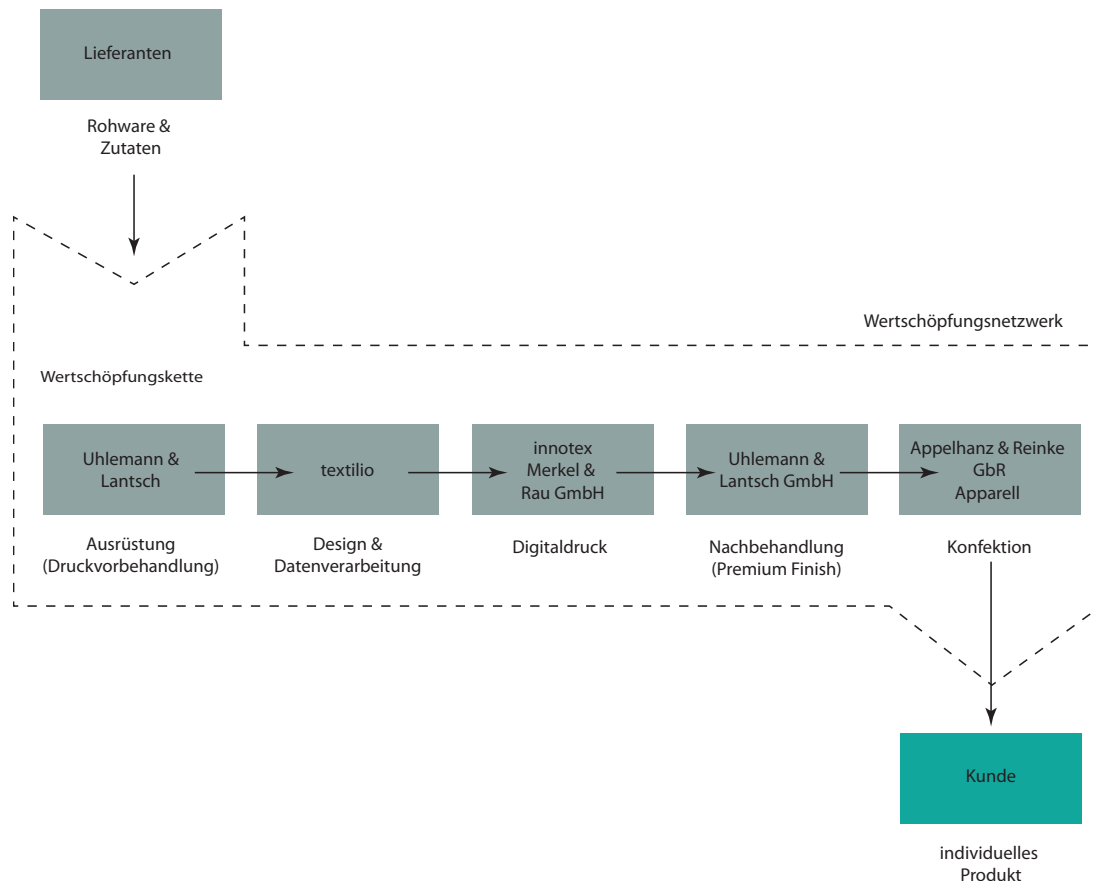 Lieferanten
Rohware &
Zutaten
Wertschöpfungsnetzwerk
Wertschöpfungskette
Uhlemann &
Lantsch
textilio
innotex
Merkel &
Rau GmbH
Uhlemann &
Lantsch GmbH
Appelhanz & Reinke
GbR
Apparell
Ausrüstung
(Druckvorbehandlung)
Design &
Datenverarbeitung
Digitaldruck
Nachbehandlung
(Premium Finish)
Konfektion
Kunde
individuelles
Produkt